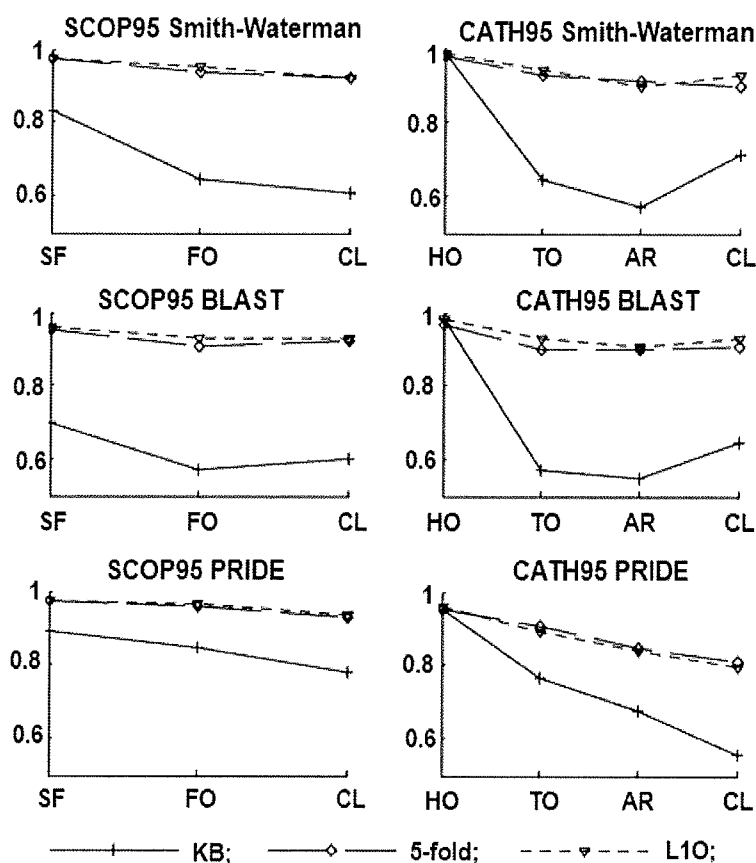 SCOP95 Smith-Waterman
1
0.8
0.6
SF FO CL
CATH95 Smith-Waterman
1
0.8
0.6
HO TO AR CL
SCOP95 BLAST
1
0.8
0.6
SF FO CL
CATH95 BLAST
1
0.8
0.6
HO TO AR CL
SCOP95 PRIDE
1
0.8
0.6
SF FO CL
CATH95 PRIDE
1
0.8
0.6
HO TO AR CL
KB; 5-fold; L1O;